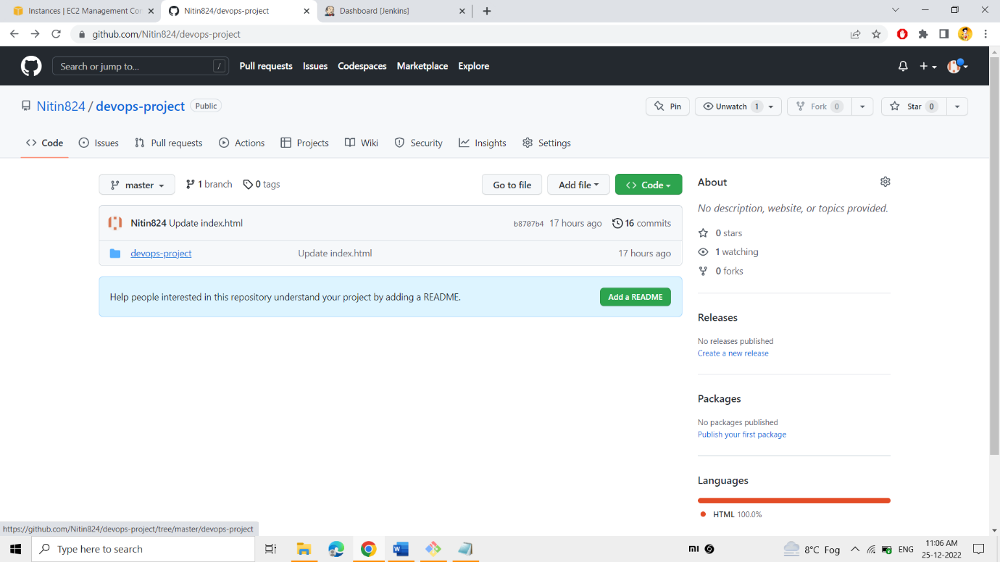 Instances | EC2 Management Con
Nitin824/devops-project
Dashboard [Jenkins]
github.com/Nitin824/devops-project
Search or jump to... /
Pull requests Issues Codespaces Marketplace Explore
Nitin824 / devops-project Public
Pin Unwatch 1 Fork 0 Star 0
Code Issues Pull requests Actions Projects Wiki Security Insights Settings
master 1 branch 0 tags Go to file Add file Code
Nitin824 Update index.html b8707b4 17 hours ago 16 commits
devops-project Update index.html 17 hours ago
Help people interested in this repository understand your project by adding a README. Add a README
About
No description, website, or topics provided.
0 stars
1 watching
0 forks
Releases
No releases published
Create a new release
Packages
No packages published
Publish your first package
Languages
HTML 100.0%
https://github.com/Nitin824/devops-project/tree/master/devops-project
Type here to search
mi
8°C Fog
ENG
11:06 AM
25-12-2022